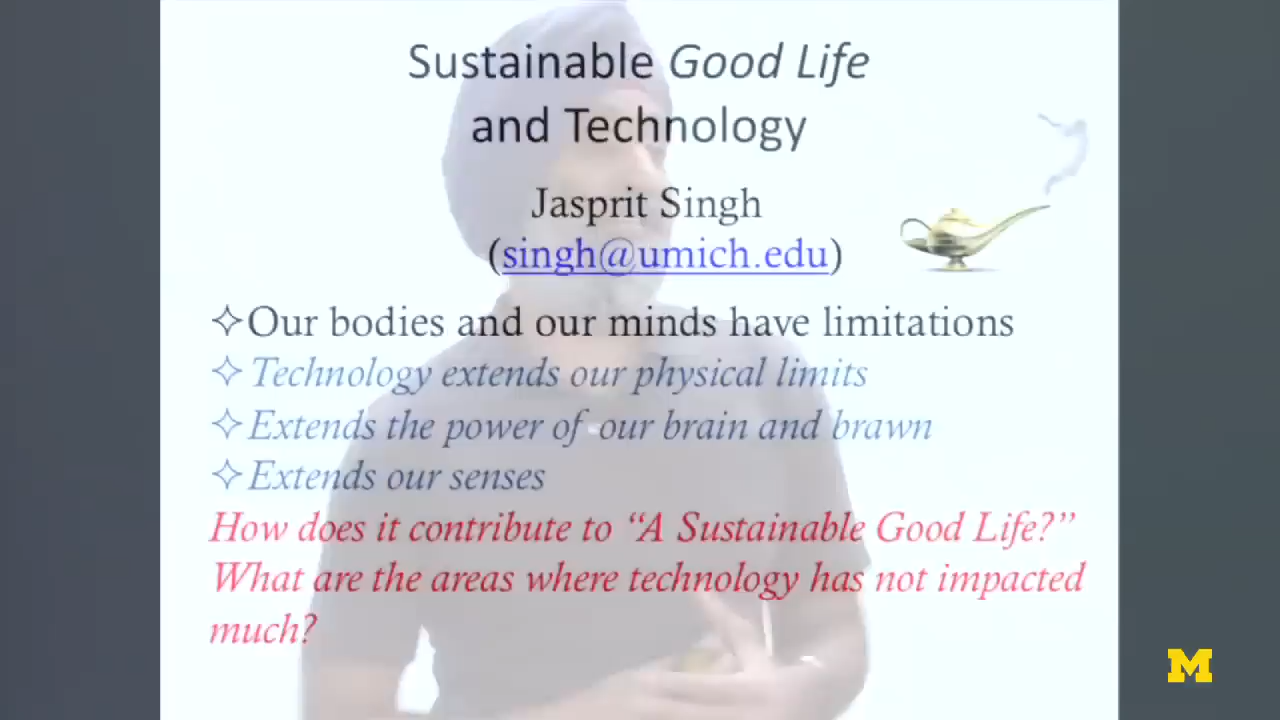 Sustainable Good Life
and Technology
Jasprit Singh
(singh@umich.edu)
✧Our bodies and our minds have limitations
✧Technology extends our physical limits
✧Extends the power of our brain and brawn
✧Extends our senses
How does it contribute to “A Sustainable Good Life?”
What are the areas where technology has not impacted
much?
M